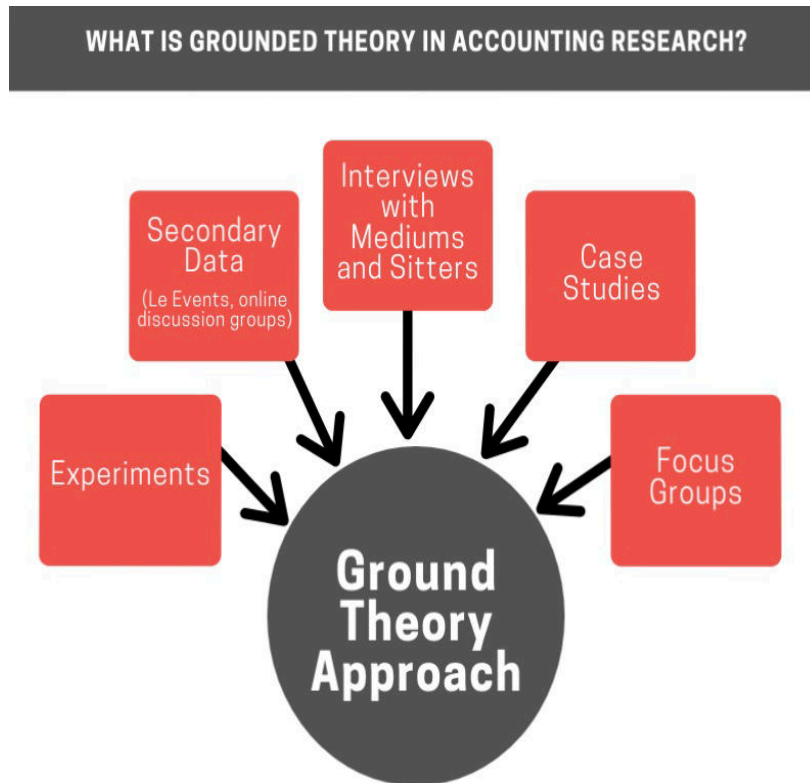 WHAT IS GROUNDED THEORY IN ACCOUNTING RESEARCH?
Interviews
with
Mediums
and Sitters
Secondary
Data
(Le Events, online
discussion groups)
Case
Studies
Experiments
Focus
Groups
Ground
Theory
Approach